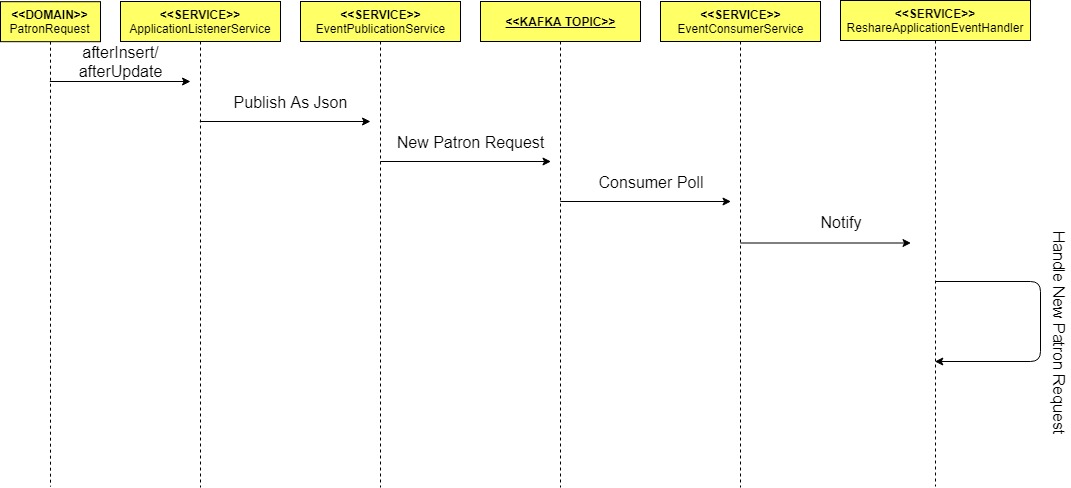 <<DOMAIN>>
PatronRequest
<<SERVICE>>
ApplicationListenerService
<<SERVICE>>
EventPublicationService
<<KAFKA TOPIC>>
<<SERVICE>>
EventConsumerService
<<SERVICE>>
ReshareApplicationEventHandler
afterInsert/
afterUpdate
Publish As Json
New Patron Request
Consumer Poll
Notify
Handle New Patron Request